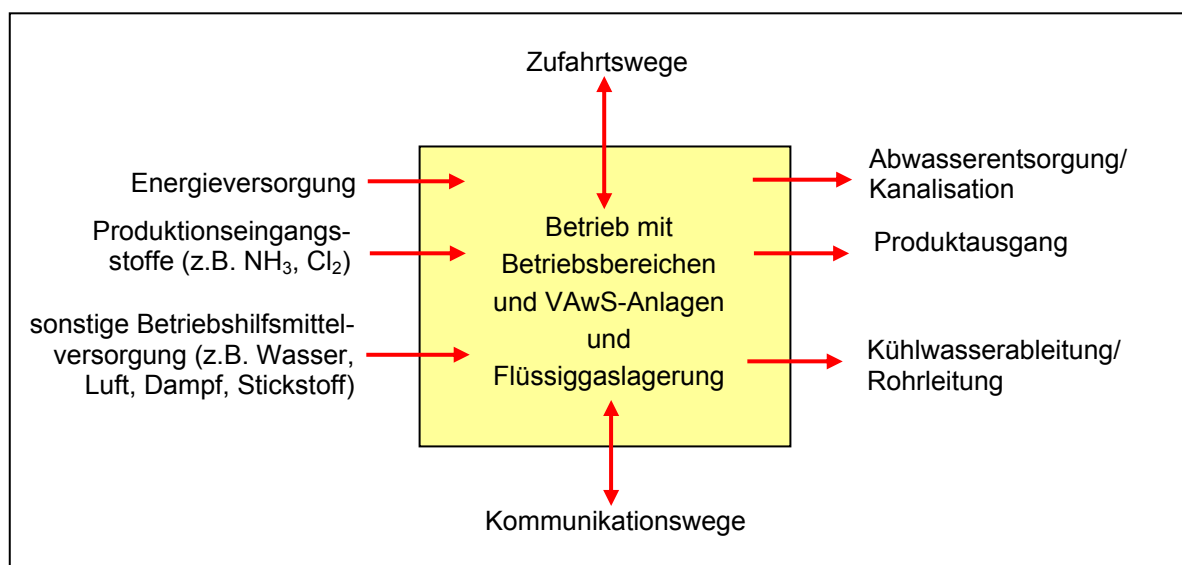 Zufahrtswege
Energieversorgung
Produktionseingangs-
stoffe (z.B. NH₃, Cl₂)
sonstige Betriebshilfsmittel-
versorgung (z.B. Wasser,
Luft, Dampf, Stickstoff)
Betrieb mit
Betriebsbereichen
und VAwS-Anlagen
und
Flüssiggaslagerung
Abwasserentsorgung/
Kanalisation
Produktausgang
Kühlwasserableitung/
Rohrleitung
Kommunikationswege